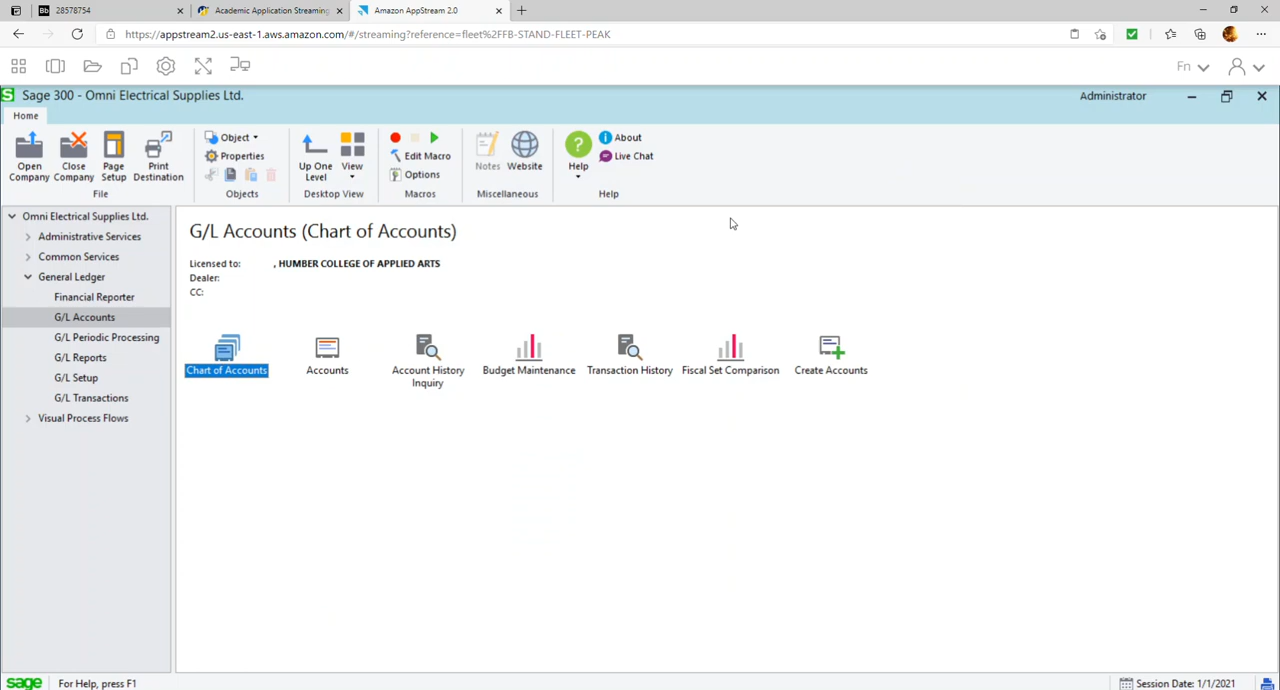 Bb 28578754
Academic Application Streaming
Amazon AppStream 2.0
https://appstream2.us-east-1.aws.amazon.com/#/streaming?reference=fleet%2FFB-STAND-FLEET-PEAK
Fn
S Sage 300 - Omni Electrical Supplies Ltd.
Administrator
Home
Open Company
Close Company
Page Setup
Print Destination
File
Object
Properties
Objects
Up One Level
View
Desktop View
Edit Macro
Options
Macros
Notes
Website
Miscellaneous
Help
About
Live Chat
Help
Omni Electrical Supplies Ltd.
Administrative Services
Common Services
General Ledger
Financial Reporter
G/L Accounts
G/L Periodic Processing
G/L Reports
G/L Setup
G/L Transactions
Visual Process Flows
G/L Accounts (Chart of Accounts)
Licensed to: , HUMBER COLLEGE OF APPLIED ARTS
Dealer:
CC:
Chart of Accounts
Accounts
Account History
Inquiry
Budget Maintenance
Transaction History
Fiscal Set Comparison
Create Accounts
sage
For Help, press F1
Session Date: 1/1/2021